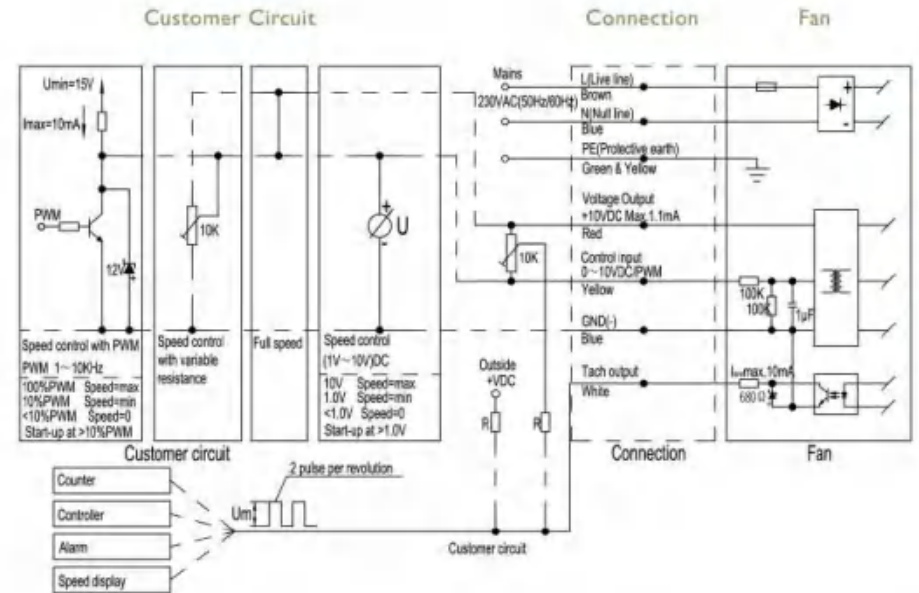 Customer Circuit
Connection
Fan
Umin=15V
Imax=10mA
PWM
12V
Speed control with PWM
PWM 1~10KHz
100%PWM Speed=max
10%PWM Speed=min
<10%PWM Speed=0
Start-up at >10%PWM
10K
Speed control
with variable
resistance
Full speed
+
U
-
Speed control
(1V~10V)DC
10V Speed=max
1.0V Speed=min
<1.0V Speed=0
Start-up at >1.0V
Mains
230VAC(50Hz/60Hz)
10K
L(Live line)
Brown
N(Null line)
Blue
PE(Protective earth)
Green & Yellow
Voltage Output
+10VDC Max.1.1mA
Red
Control input
0~10VDC/PWM
Yellow
GND(-)
Blue
Tach output
White
+
-
100K
100K
1μF
max.10mA
680Ω
Outside
+VDC
R
R
Customer circuit
Connection
Fan
Counter
Controller
Alarm
Speed display
Um
2 pulse per revolution
Customer circuit